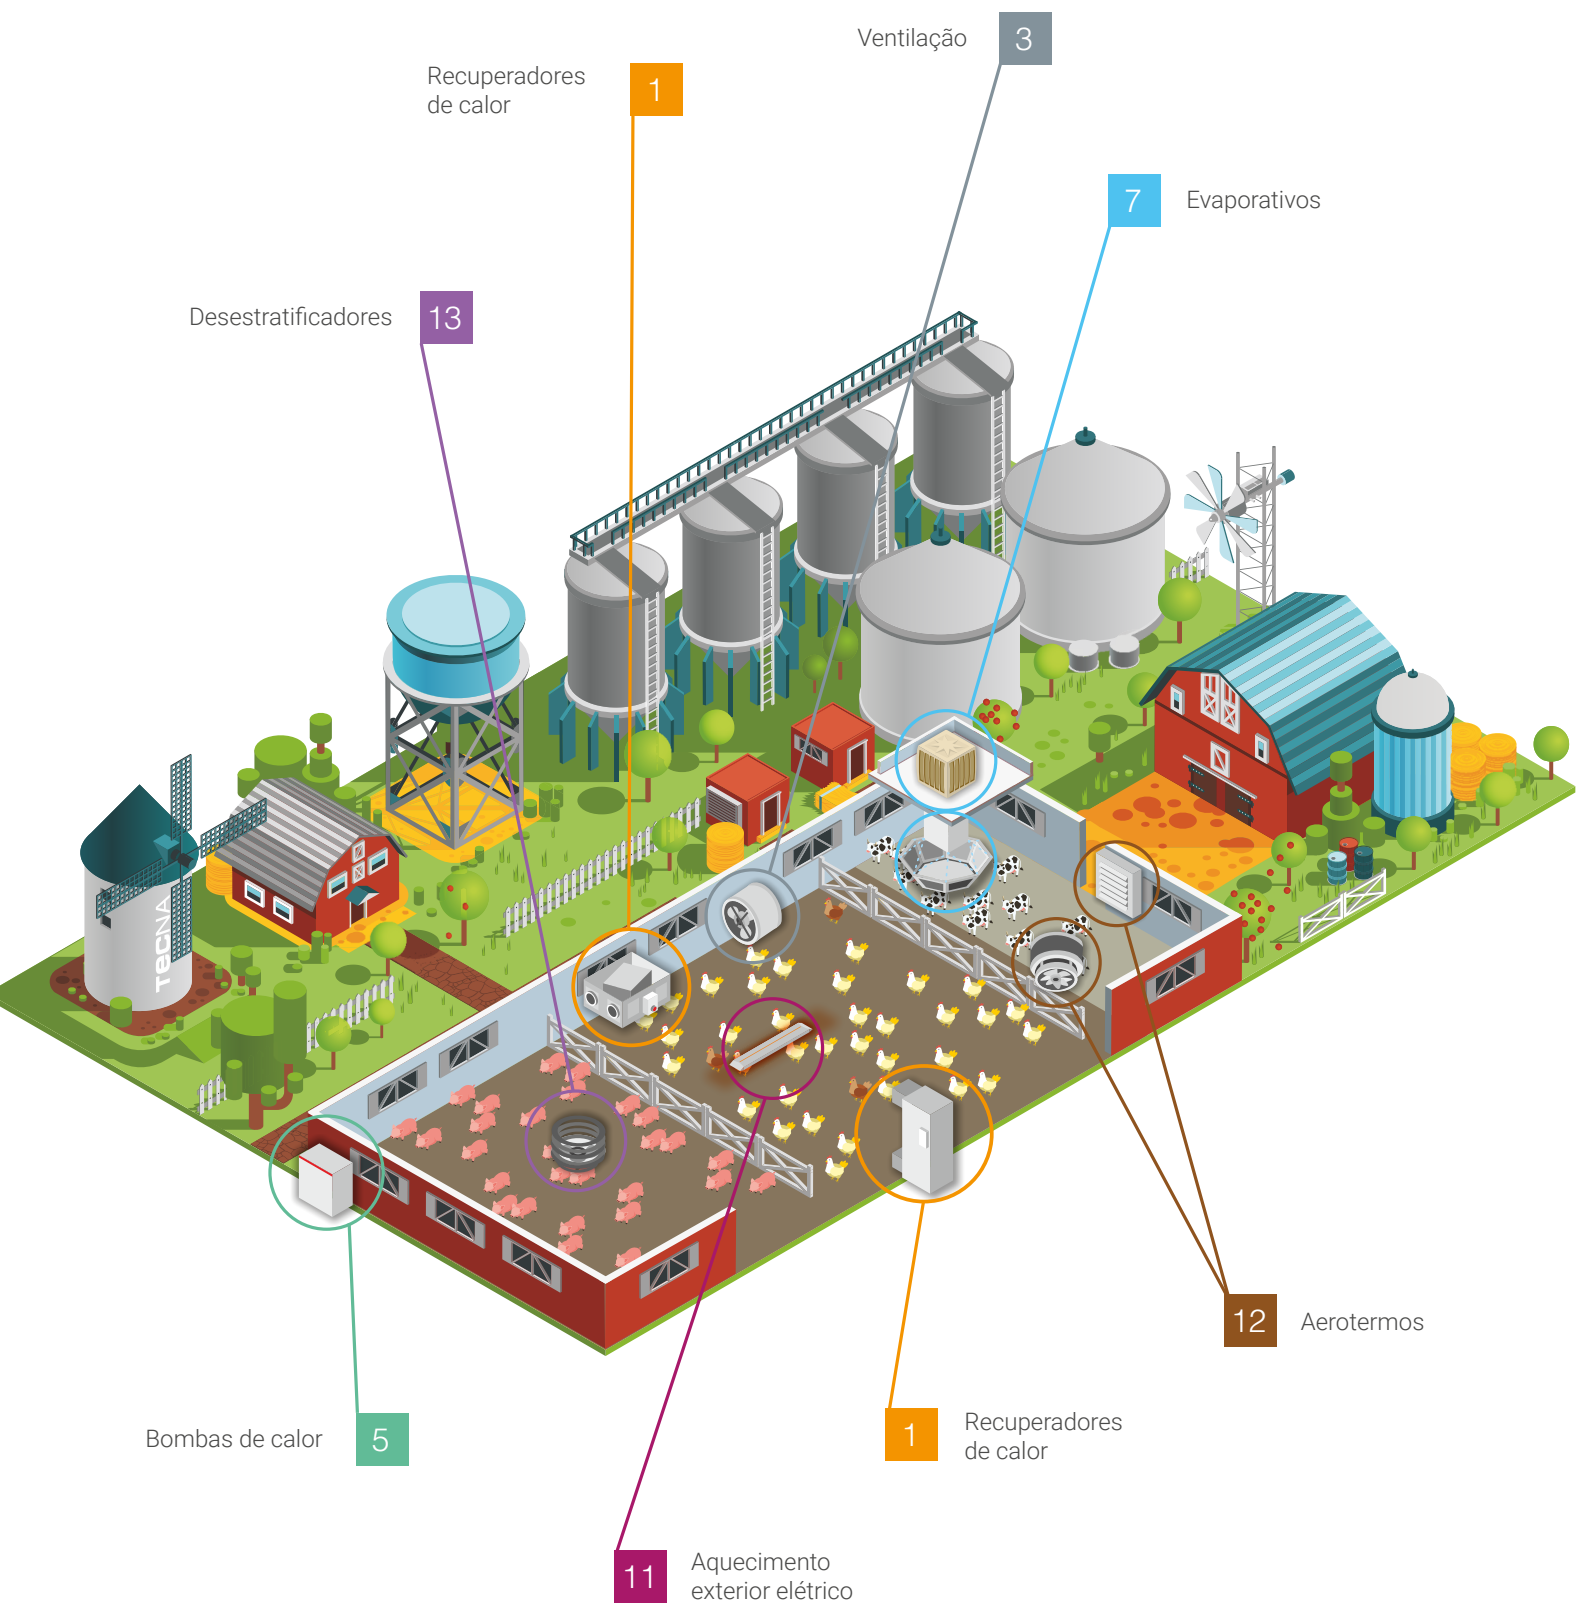 Ventilação
3
Recuperadores
de calor
1
7
Evaporativos
Desestratificadores
13
TECNA
12
Aerotermos
Bombas de calor
5
1
Recuperadores
de calor
11
Aquecimento
exterior elétrico